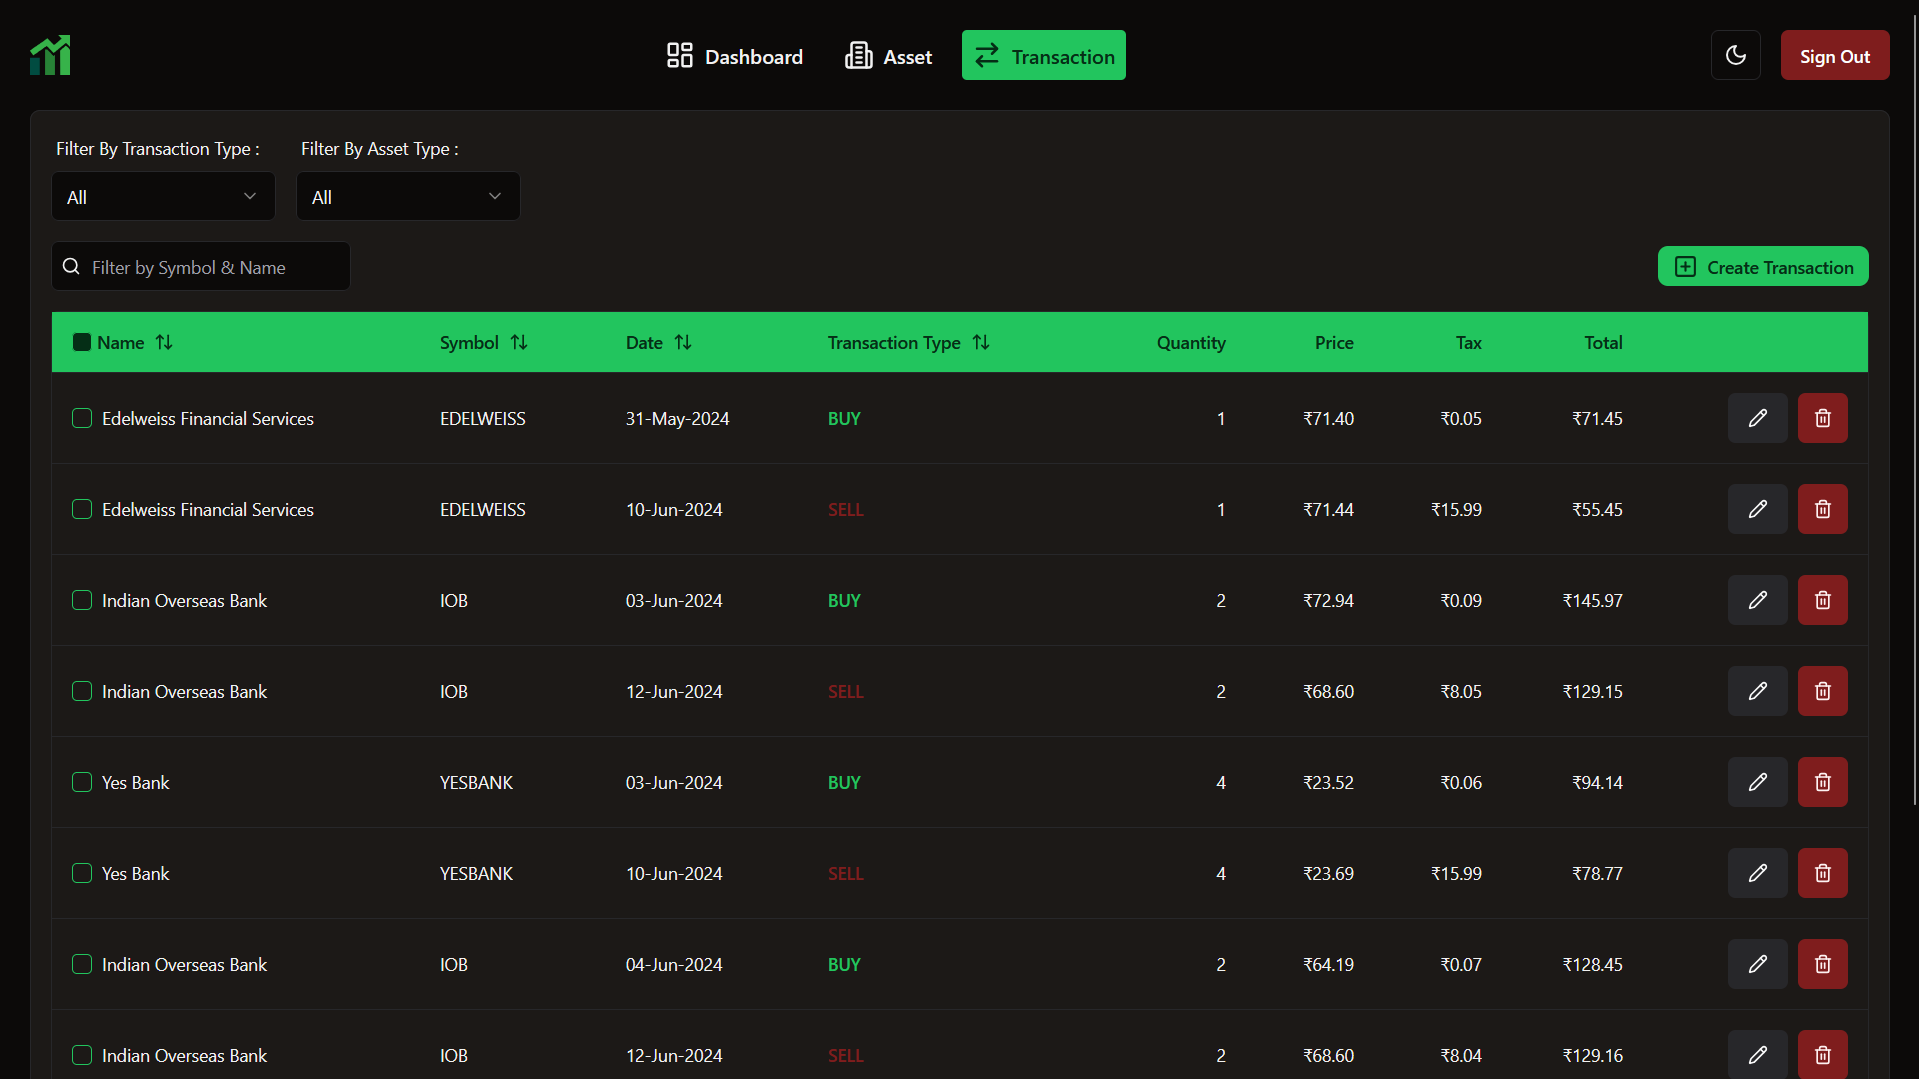 Dashboard Asset Transaction Sign Out
Filter By Transaction Type : Filter By Asset Type :
All All
Filter by Symbol & Name Create Transaction
Name Symbol Date Transaction Type Quantity Price Tax Total
Edelweiss Financial Services EDELWEISS 31-May-2024 BUY 1 ₹71.40 ₹0.05 ₹71.45
Edelweiss Financial Services EDELWEISS 10-Jun-2024 SELL 1 ₹71.44 ₹15.99 ₹55.45
Indian Overseas Bank IOB 03-Jun-2024 BUY 2 ₹72.94 ₹0.09 ₹145.97
Indian Overseas Bank IOB 12-Jun-2024 SELL 2 ₹68.60 ₹8.05 ₹129.15
Yes Bank YESBANK 03-Jun-2024 BUY 4 ₹23.52 ₹0.06 ₹94.14
Yes Bank YESBANK 10-Jun-2024 SELL 4 ₹23.69 ₹15.99 ₹78.77
Indian Overseas Bank IOB 04-Jun-2024 BUY 2 ₹64.19 ₹0.07 ₹128.45
Indian Overseas Bank IOB 12-Jun-2024 SELL 2 ₹68.60 ₹8.04 ₹129.16